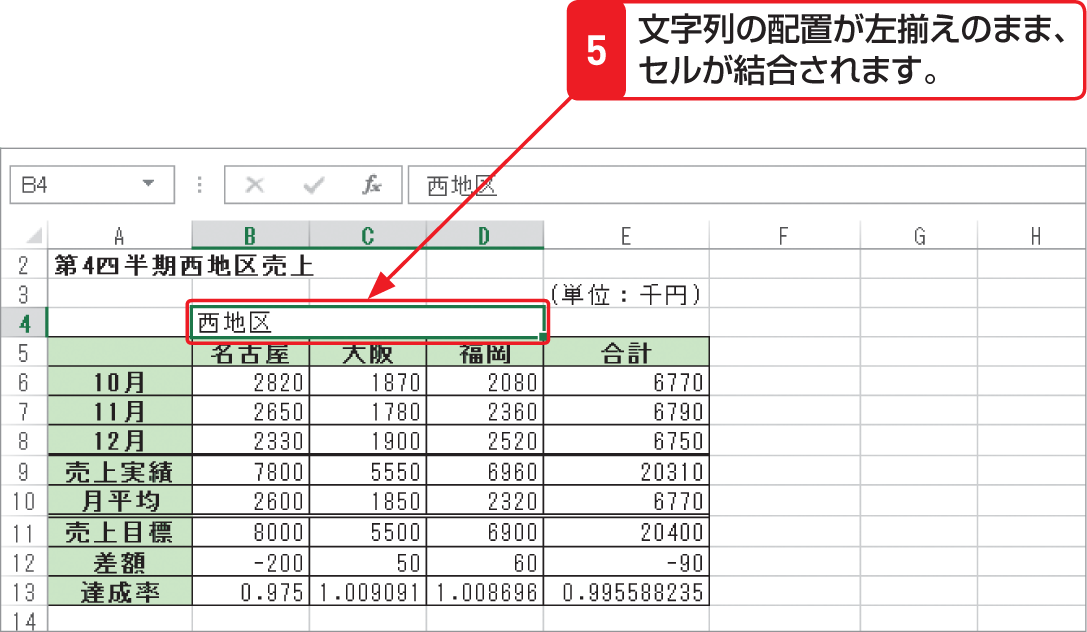 5
文字列の配置が左揃えのまま、
セルが結合されます。
B4 fx 西地区
A B C D E F G H
2 第4四半期西地区売上
3 (単位：千円)
4 西地区
5 名古屋 大阪 福岡 合計
6 10月 2820 1870 2080 6770
7 11月 2650 1780 2360 6790
8 12月 2330 1900 2520 6750
9 売上実績 7800 5550 6960 20310
10 月平均 2600 1850 2320 6770
11 売上目標 8000 5500 6900 20400
12 差額 -200 50 60 -90
13 達成率 0.975 1.009091 1.008696 0.995588235
14